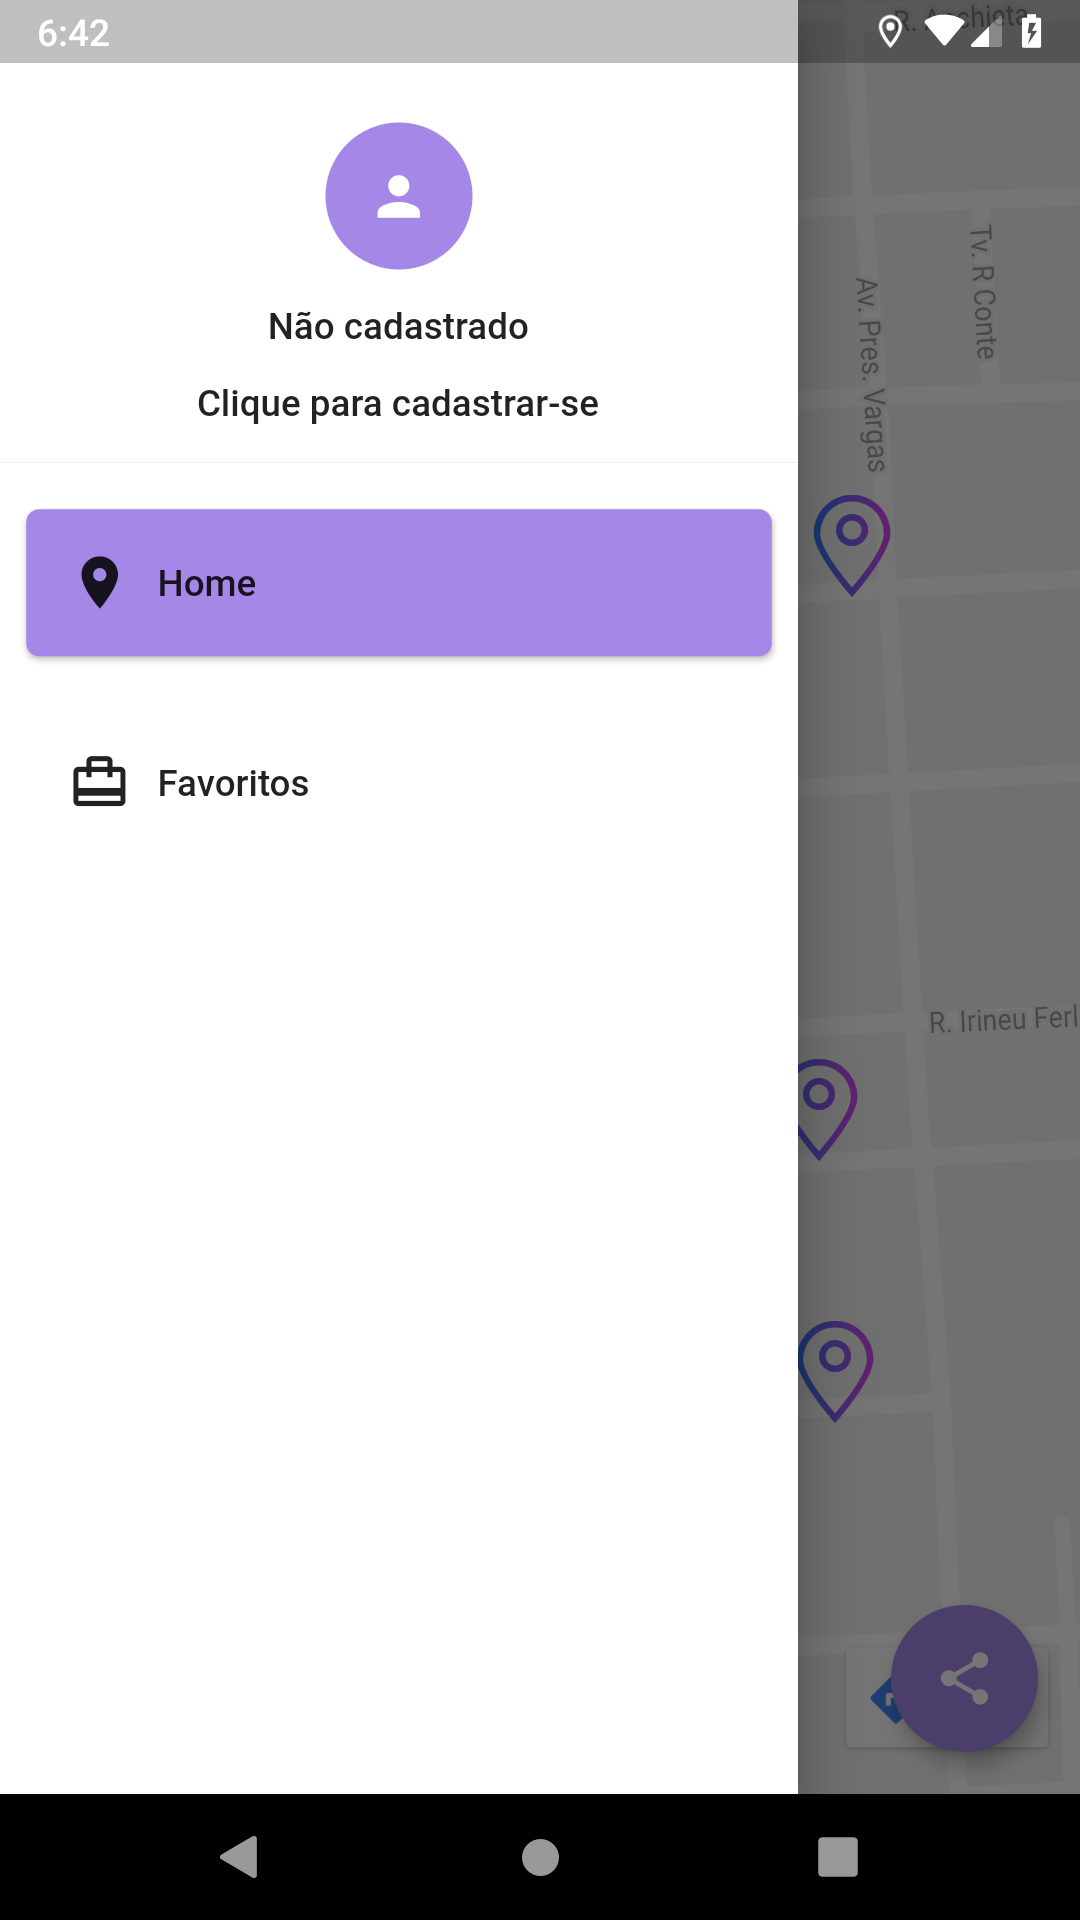 6:42
R. Anchieta
Não cadastrado
Clique para cadastrar-se
Home
Favoritos
Tv. R Conte
Av. Pres. Vargas
R. Irineu Ferl